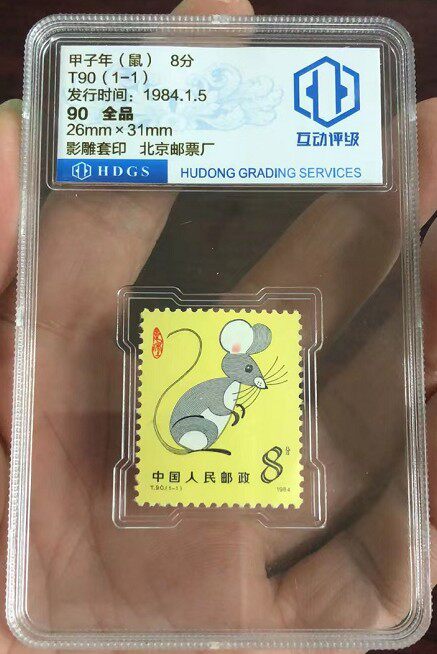 甲子年（鼠） 8分
T90（1-1）
发行时间：1984.1.5
90 全品
26mm×31mm
影雕套印 北京邮票厂
互动评级
HDGS
HUDONG GRADING SERVICES
8分
中国人民邮政
T.90(1-1)
1984